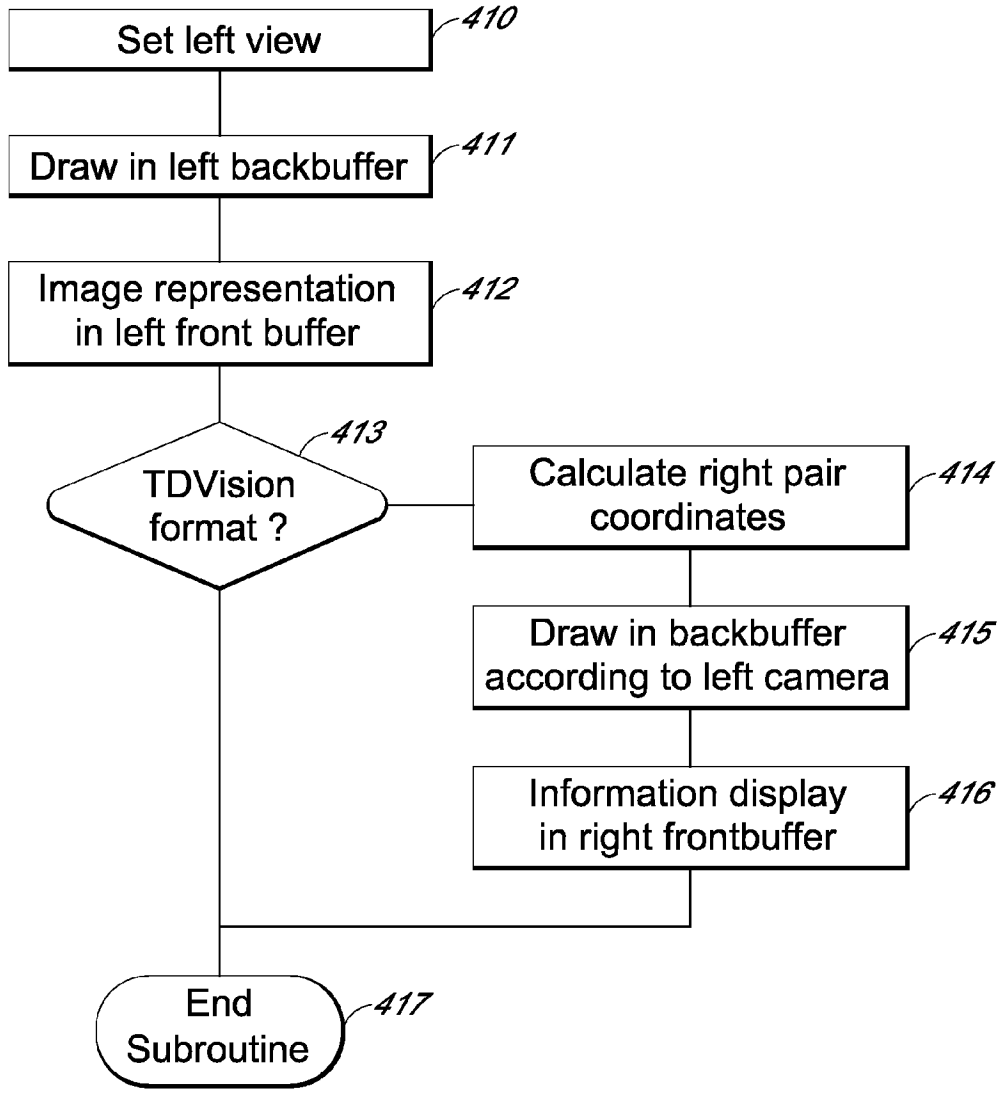 Set left view
410
Draw in left backbuffer
411
Image representation
in left front buffer
412
TDVision
format ?
413
Calculate right pair
coordinates
414
Draw in backbuffer
according to left camera
415
Information display
in right frontbuffer
416
End
Subroutine
417